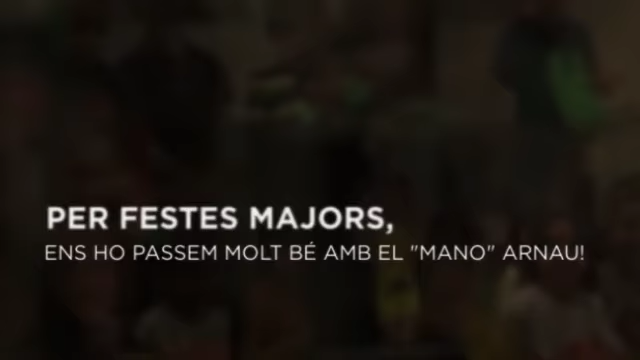 PER FESTES MAJORS,
ENS HO PASSEM MOLT BÉ AMB EL "MANO" ARNAU!